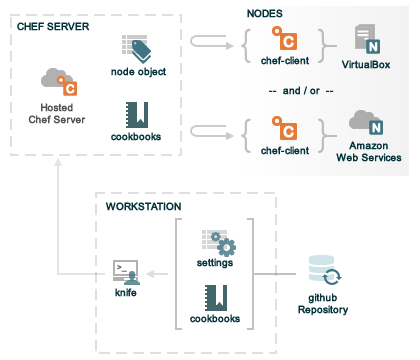 CHEF SERVER
node object
Hosted
Chef Server
C
cookbooks
NODES
C
chef-client
N
VirtualBox
-- and / or --
C
chef-client
N
Amazon
Web Services
WORKSTATION
>_
knife
settings
cookbooks
github
Repository